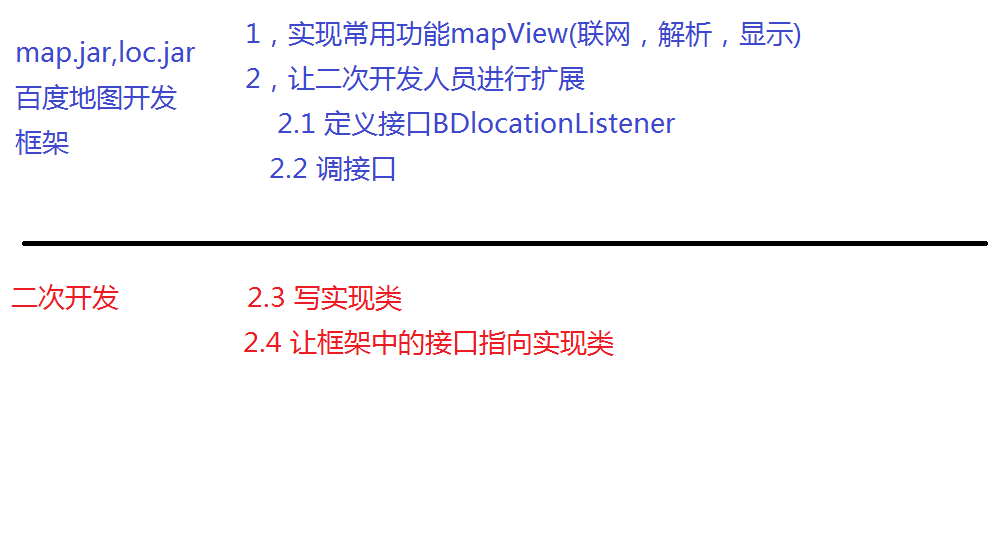 map.jar,loc.jar
百度地图开发
框架
1，实现常用功能mapView(联网，解析，显示)
2，让二次开发人员进行扩展
2.1 定义接口BDlocationListener
2.2 调接口
二次开发
2.3 写实现类
2.4 让框架中的接口指向实现类